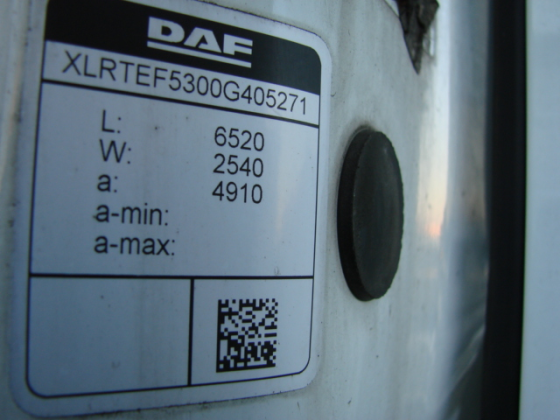 DAF
XLRTEF5300G405271
L: 6520
W: 2540
a: 4910
a-min:
a-max: